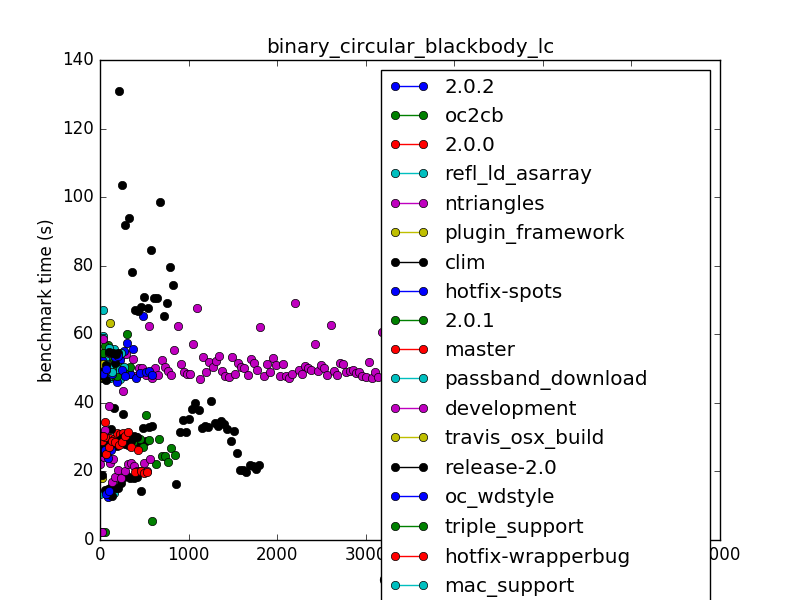 binary_circular_blackbody_lc
benchmark time (s)
140
120
100
80
60
40
20
0
0
1000
2000
2.0.2
oc2cb
2.0.0
refl_ld_asarray
ntriangles
plugin_framework
clim
hotfix-spots
2.0.1
master
passband_download
development
travis_osx_build
release-2.0
oc_wdstyle
triple_support
hotfix-wrapperbug
mac_support